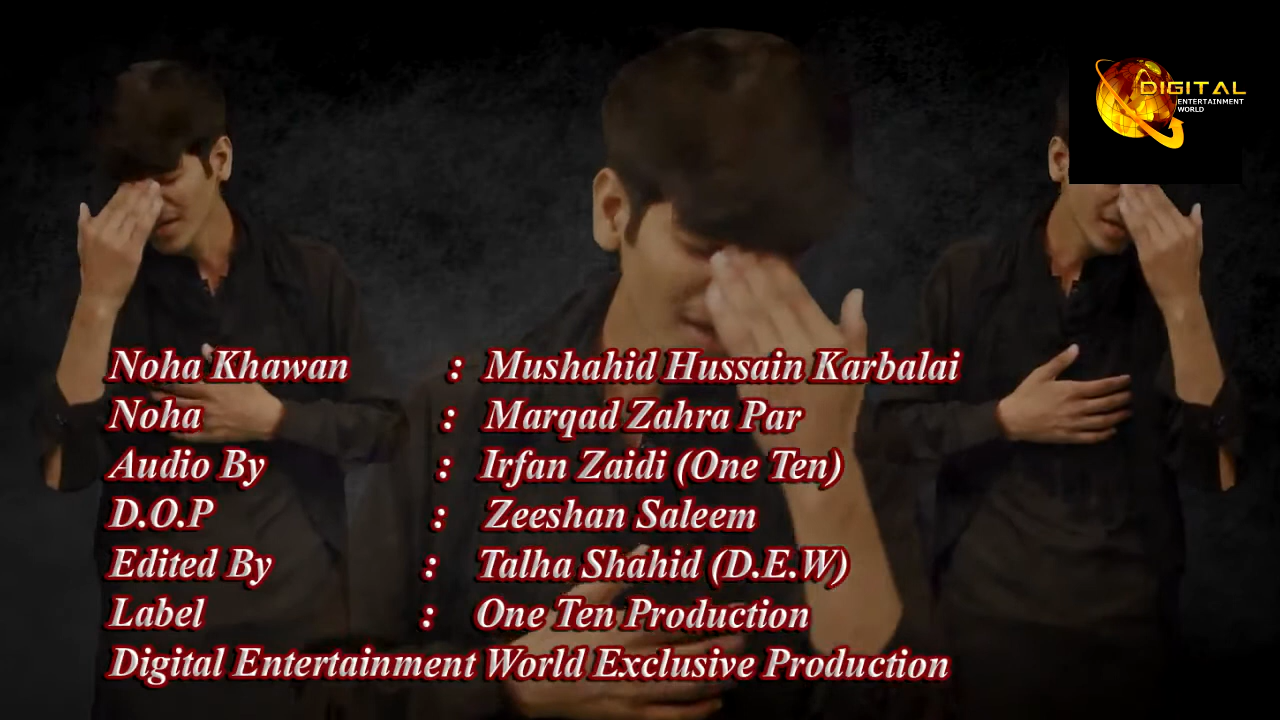 DIGITAL
ENTERTAINMENT
WORLD
Noha Khawan : Mushahid Hussain Karbalai
Noha : Marqad Zahra Par
Audio By : Irfan Zaidi (One Ten)
D.O.P : Zeeshan Saleem
Edited By : Talha Shahid (D.E.W)
Label : One Ten Production
Digital Entertainment World Exclusive Production